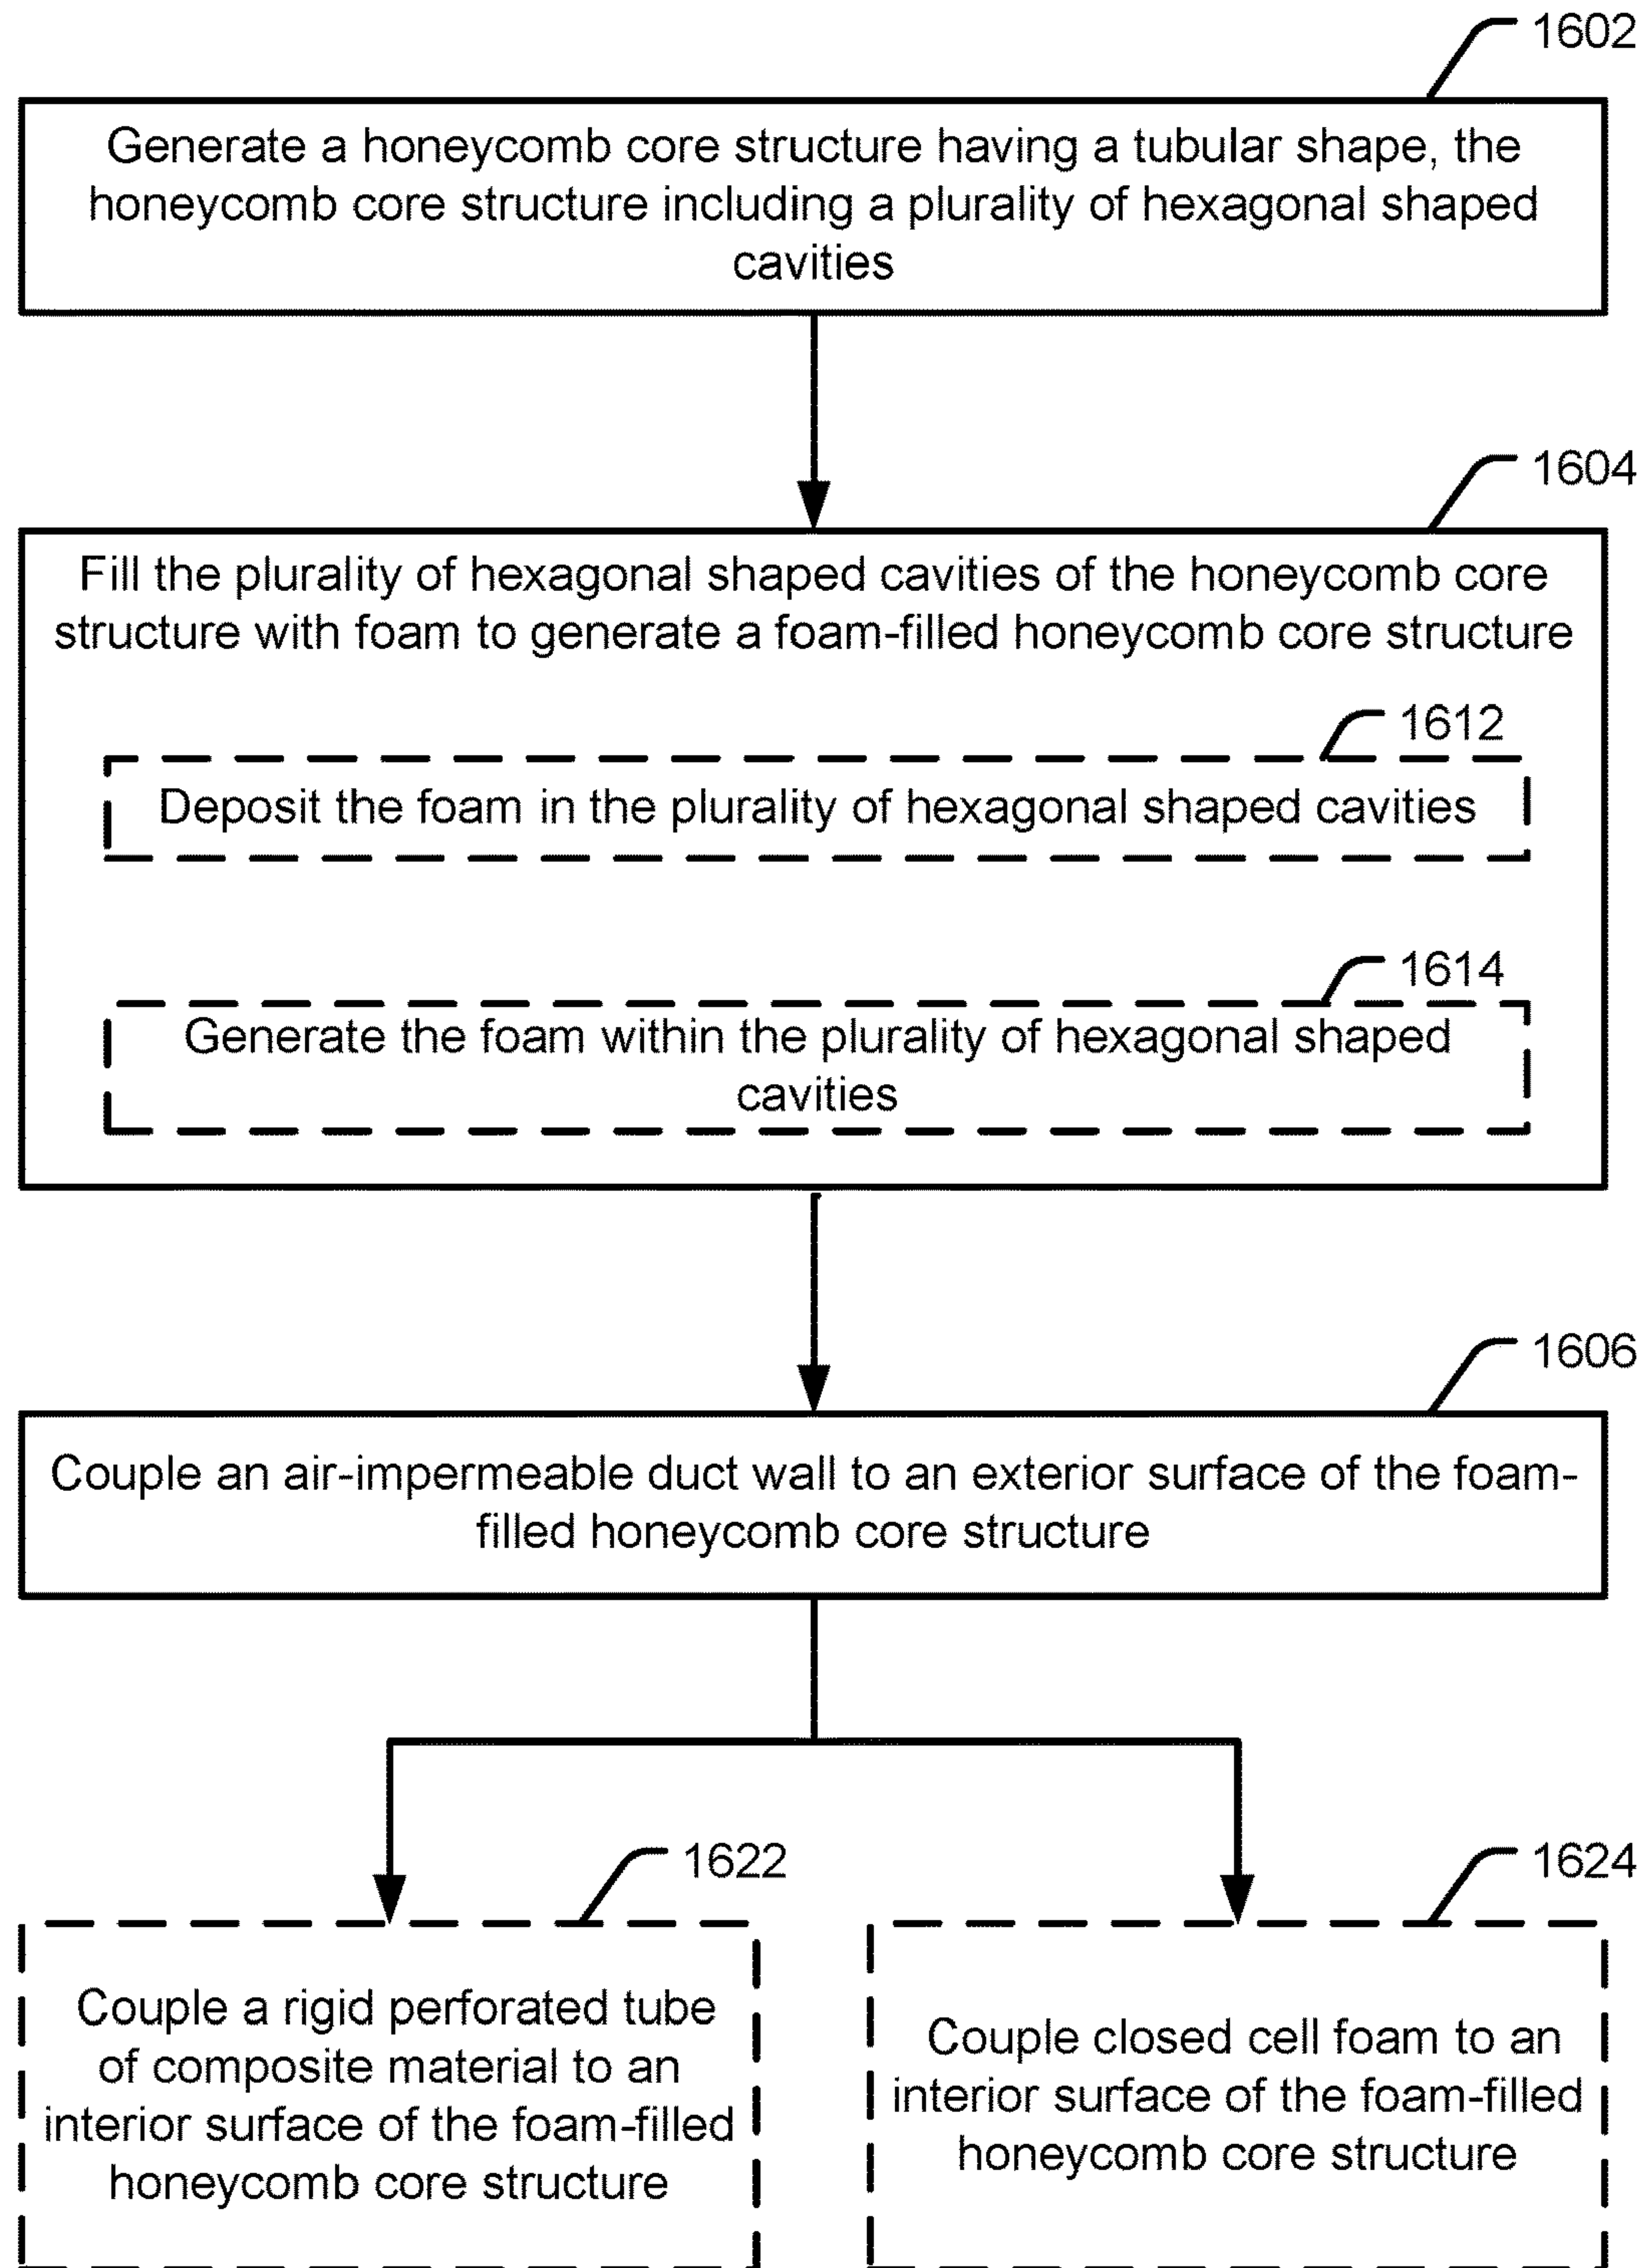 1602
Generate a honeycomb core structure having a tubular shape, the
honeycomb core structure including a plurality of hexagonal shaped
cavities
1604
Fill the plurality of hexagonal shaped cavities of the honeycomb core
structure with foam to generate a foam-filled honeycomb core structure
1612
Deposit the foam in the plurality of hexagonal shaped cavities
1614
Generate the foam within the plurality of hexagonal shaped
cavities
1606
Couple an air-impermeable duct wall to an exterior surface of the foam-
filled honeycomb core structure
1622
Couple a rigid perforated tube
of composite material to an
interior surface of the foam-filled
honeycomb core structure
1624
Couple closed cell foam to an
interior surface of the foam-filled
honeycomb core structure